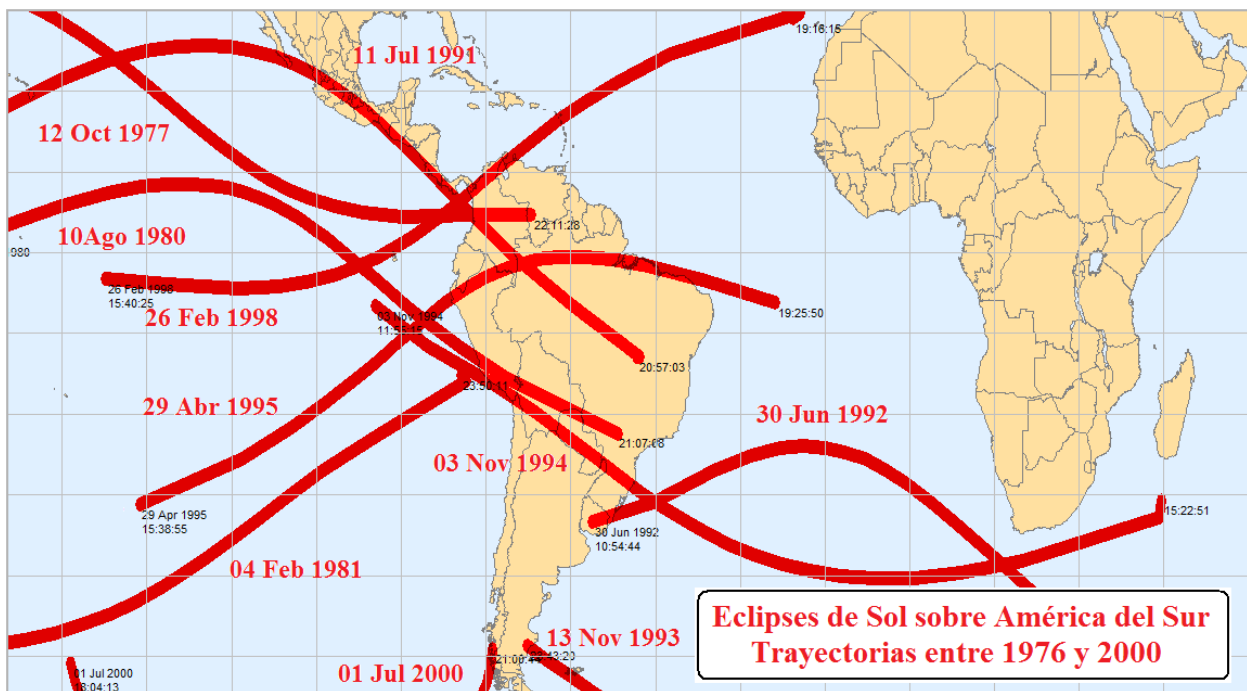 19:16:15
11 Jul 1991
12 Oct 1977
22:11:28
10Ago 1980
980
26 Feb 1998
15:40:25
26 Feb 1998
03 Nov 1994
19:25:50
20:57:03
29 Abr 1995
30 Jun 1992
21:07:08
03 Nov 1994
29 Apr 1995
15:38:55
30 Jun 1992
10:54:44
15:22:51
04 Feb 1981
Eclipses de Sol sobre América del Sur
Trayectorias entre 1976 y 2000
13 Nov 1993
01 Jul 2000
01 Jul 2000
18:04:13